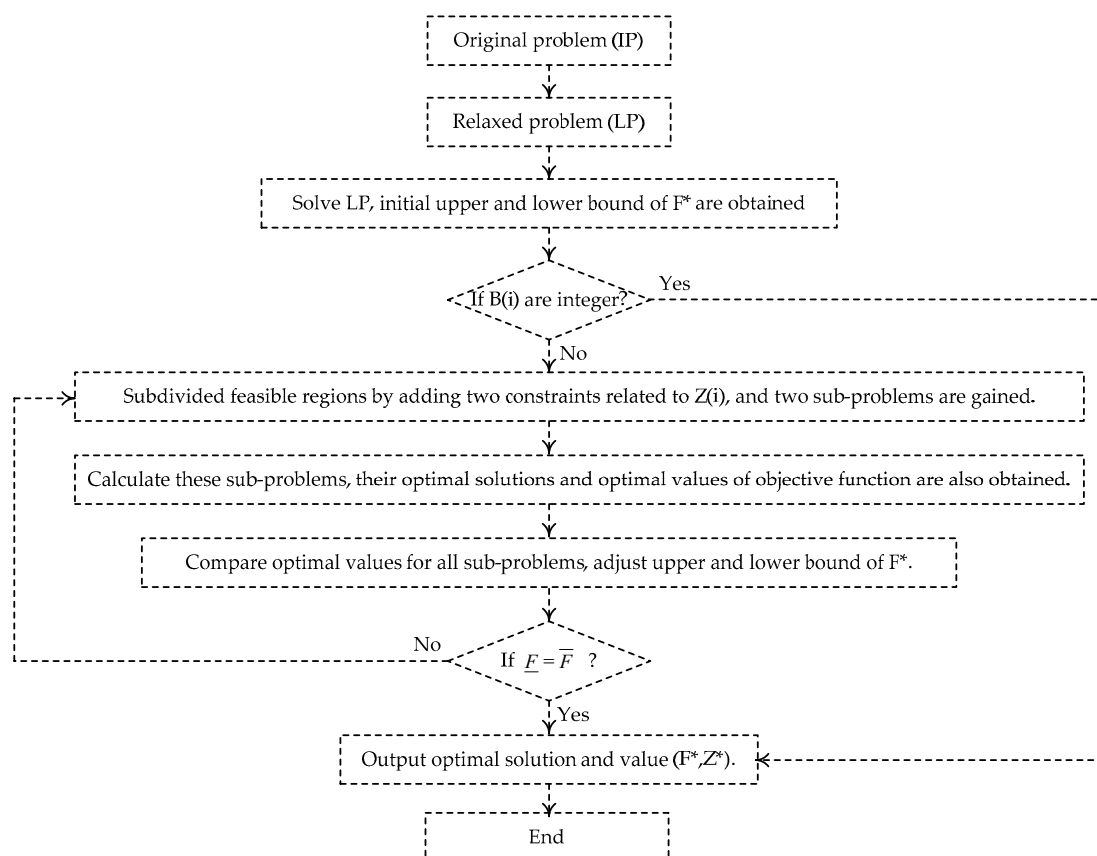 Original problem (IP)
Relaxed problem (LP)
Solve LP, initial upper and lower bound of F* are obtained
If B(i) are integer?
Yes
No
Subdivided feasible regions by adding two constraints related to Z(i), and two sub-problems are gained.
Calculate these sub-problems, their optimal solutions and optimal values of objective function are also obtained.
Compare optimal values for all sub-problems, adjust upper and lower bound of F*.
No
If F̲ = F̅ ?
Yes
Output optimal solution and value (F*,Z*).
End